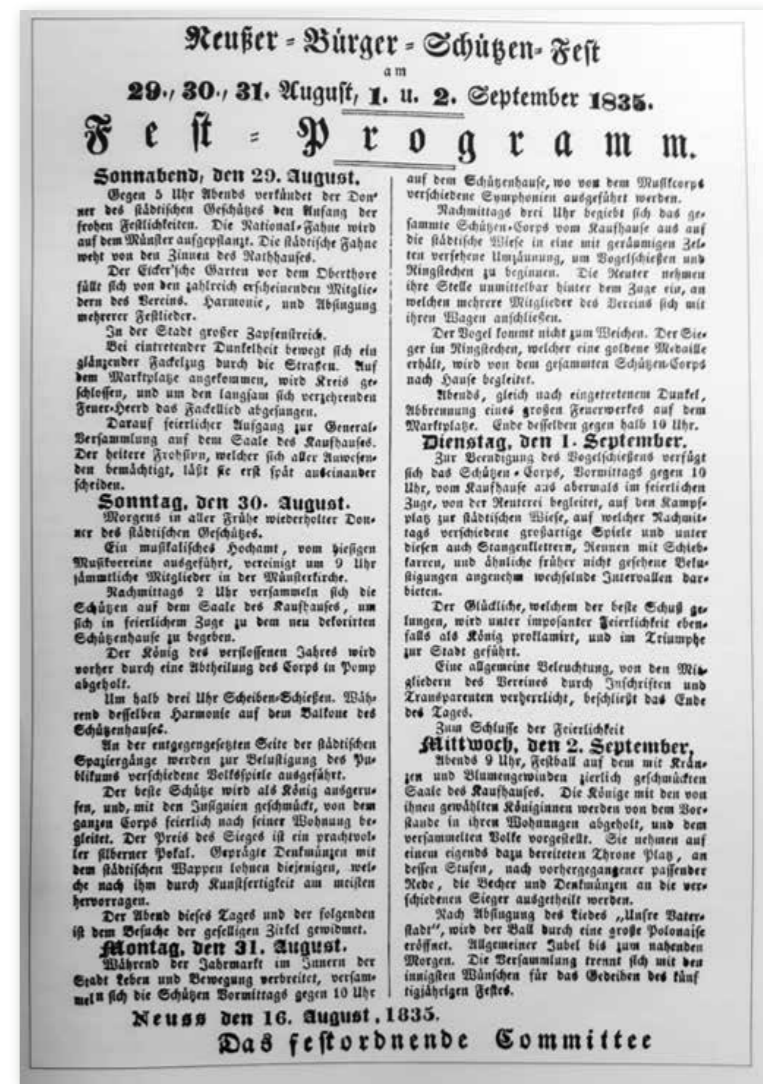 Neußer-Bürger-Schützen-Fest
am
29., 30., 31. August, 1. u. 2. September 1835.
Fest-Programm.
Sonnabend, den 29. August.
Gegen 5 Uhr Abends verkündet der Don-
ner des städtischen Geschützes den Anfang der
frohen Festlichkeiten. Die National-Fahne wird
auf dem Münster aufgepflanzt. Die städtische Fahne
weht von den Zinnen des Rathhauses.
Der Eicker'sche Garten vor dem Oberthore
füllt sich von den zahlreich erscheinenden Mitglie-
dern des Vereins. Harmonie, und Absingung
mehrerer Festlieder.
In der Stadt großer Zapfenstreich.
Bei eintretender Dunkelheit bewegt sich ein
glänzender Fackelzug durch die Straßen. Auf
dem Marktplatze angekommen, wird Kreis ge-
schlossen, und um den langsam sich verzehrenden
Feuer-Heerd das Fackellied abgesungen.
Darauf feierlicher Aufgang zur General-
Versammlung auf dem Saale des Kaufhauses.
Der heitere Frohsinn, welcher sich aller Anwesen-
den bemächtigt, läßt sie erst spät auseinander
scheiden.
Sonntag, den 30. August.
Morgens in aller Frühe wiederholter Don-
ner des städtischen Geschützes.
Ein musikalisches Hochamt, vom hiesigen
Musikvereine ausgeführt, vereinigt um 9 Uhr
sämmtliche Mitglieder in der Münsterkirche.
Nachmittags 2 Uhr versammeln sich die
Schützen auf dem Saale des Kaufhauses, um
sich in feierlichem Zuge zu dem neu dekorirten
Schützenhause zu begeben.
Der König des verflossenen Jahres wird
vorher durch eine Abtheilung des Corps in Pomp
abgeholt.
Um halb drei Uhr Scheiben-Schießen. Wäh-
rend desselben Harmonie auf dem Balkone des
Schützenhauses.
An der entgegengesetzten Seite der städtischen
Spaziergänge werden zur Belustigung des Pu-
blikums verschiedene Volksspiele ausgeführt.
Der beste Schütze wird als König ausgeru-
fen, und, mit den Insignien geschmückt, von dem
ganzen Corps feierlich nach seiner Wohnung be-
gleitet. Der Preis des Sieges ist ein prachtvol-
ler silberner Pokal. Geprägte Denkmünzen mit
dem städtischen Wappen lohnen diejenigen, wel-
che nach ihm durch Kunstfertigkeit am meisten
hervorragen.
Der Abend dieses Tages und der folgenden
ist dem Besuche der geselligen Zirkel gewidmet.
Montag, den 31. August.
Während der Jahrmarkt im Innern der
Stadt Leben und Bewegung verbreitet, versam-
meln sich die Schützen Vormittags gegen 10 Uhr
auf dem Schützenhause, wo von dem Musikcorps
verschiedene Symphonien ausgeführt werden.
Nachmittags drei Uhr begiebt sich das ge-
sammte Schützen-Corps vom Kaufhause aus auf
die städtische Wiese in eine mit geräumigen Zel-
ten versehene Umzäunung, um Vogelschießen und
Ringstechen zu beginnen. Die Reuter nehmen
ihre Stelle unmittelbar hinter dem Zuge ein, an
welchen mehrere Mitglieder des Vereins sich mit
ihren Wagen anschließen.
Der Vogel kommt nicht zum Weichen. Der Sie-
ger im Ringstechen, welcher eine goldene Medaille
erhält, wird von dem gesammten Schützen-Corps
nach Hause begleitet.
Abends, gleich nach eingetretenem Dunkel,
Abbrennung eines großen Feuerwerkes auf dem
Marktplatze. Ende desselben gegen halb 10 Uhr.
Dienstag, den 1. September.
Zur Beendigung des Vogelschießens verfügt
sich das Schützen-Corps, Vormittags gegen 10
Uhr, vom Kaufhause aus abermals im feierlichen
Zuge, von der Reuterei begleitet, auf den Kampf-
platz zur städtischen Wiese, auf welcher Nachmit-
tags verschiedene großartige Spiele und unter
diesen auch Stangenklettern, Rennen mit Schieb-
karren, und ähnliche früher nicht gesehene Belu-
stigungen angenehm wechselnde Intervallen dar-
bieten.
Der Glückliche, welchem der beste Schuß ge-
lungen, wird unter imposanter Feierlichkeit eben-
falls als König proklamirt, und im Triumphe
zur Stadt geführt.
Eine allgemeine Beleuchtung, von den Mit-
gliedern des Vereines durch Inschriften und
Transparenten verherrlicht, beschließt das Ende
des Tages.
Zum Schlusse der Feierlichkeit
Mittwoch, den 2. September,
Abends 9 Uhr, Festball auf dem mit Krän-
zen und Blumengewinden zierlich geschmückten
Saale des Kaufhauses. Die Könige mit den von
ihnen gewählten Königinnen werden von dem Vor-
stande in ihren Wohnungen abgeholt, und dem
versammelten Volke vorgestellt. Sie nehmen auf
einem eigends dazu bereiteten Throne Platz, an
dessen Stufen, nach vorhergegangener passender
Rede, die Becher und Denkmünzen an die ver-
schiedenen Sieger ausgetheilt werden.
Nach Absingung des Liedes „Unsre Vater-
stadt", wird der Ball durch eine große Polonaise
eröffnet. Allgemeiner Jubel bis zum nahenden
Morgen. Die Versammlung trennt sich mit den
innigsten Wünschen für das Gedeihen des fünf
tigjährigen Festes.
Neuss den 16. August. 1835.
Das festordnende Committee